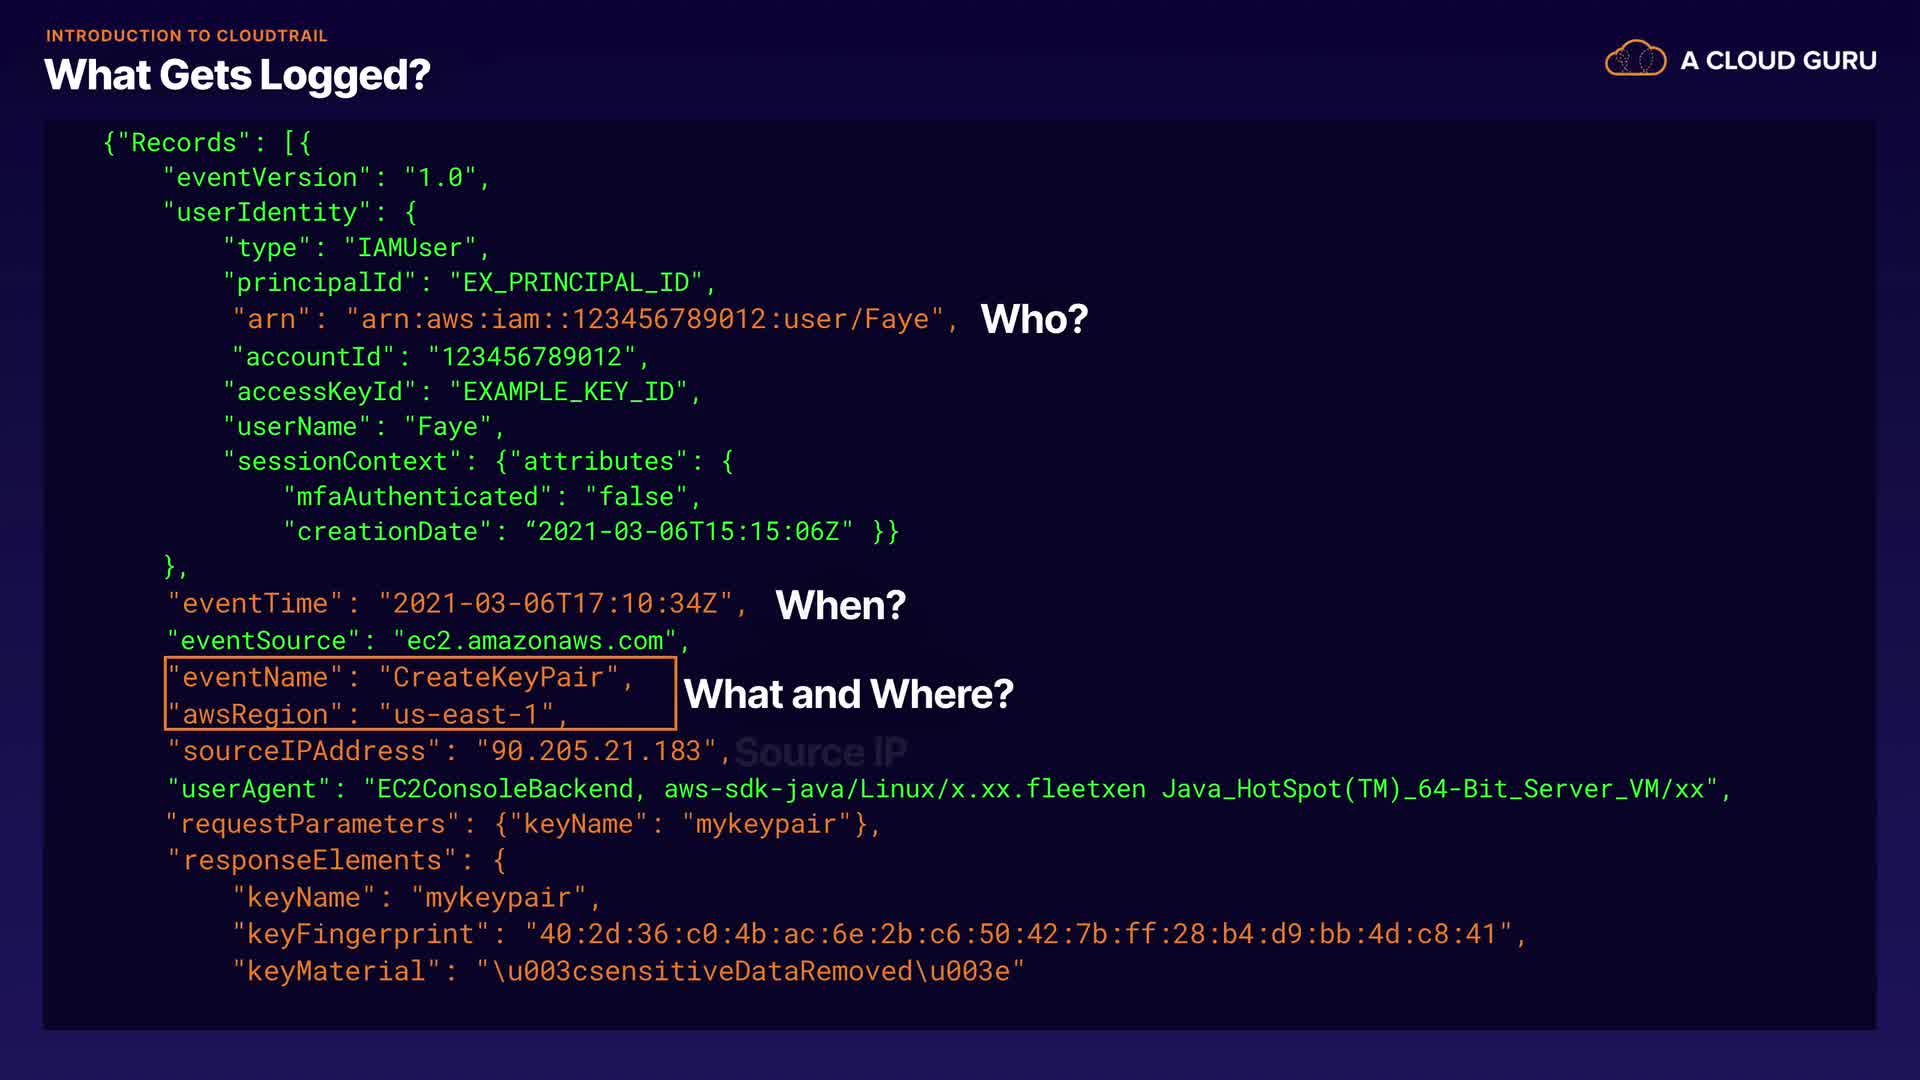 INTRODUCTION TO CLOUDTRAIL
What Gets Logged?
A CLOUD GURU
{"Records": [{
"eventVersion": "1.0",
"userIdentity": {
"type": "IAMUser",
"principalId": "EX_PRINCIPAL_ID",
"arn": "arn:aws:iam::123456789012:user/Faye", Who?
"accountId": "123456789012",
"accessKeyId": "EXAMPLE_KEY_ID",
"userName": "Faye",
"sessionContext": {"attributes": {
"mfaAuthenticated": "false",
"creationDate": “2021-03-06T15:15:06Z" }}
},
"eventTime": "2021-03-06T17:10:34Z", When?
"eventSource": "ec2.amazonaws.com",
"eventName": "CreateKeyPair",
"awsRegion": "us-east-1",
What and Where?
"sourceIPAddress": "90.205.21.183", Source IP
"userAgent": "EC2ConsoleBackend, aws-sdk-java/Linux/x.xx.fleetxen Java_HotSpot(TM)_64-Bit_Server_VM/xx",
"requestParameters": {"keyName": "mykeypair"},
"responseElements": {
"keyName": "mykeypair",
"keyFingerprint": "40:2d:36:c0:4b:ac:6e:2b:c6:50:42:7b:ff:28:b4:d9:bb:4d:c8:41",
"keyMaterial": "\u003csensitiveDataRemoved\u003e"